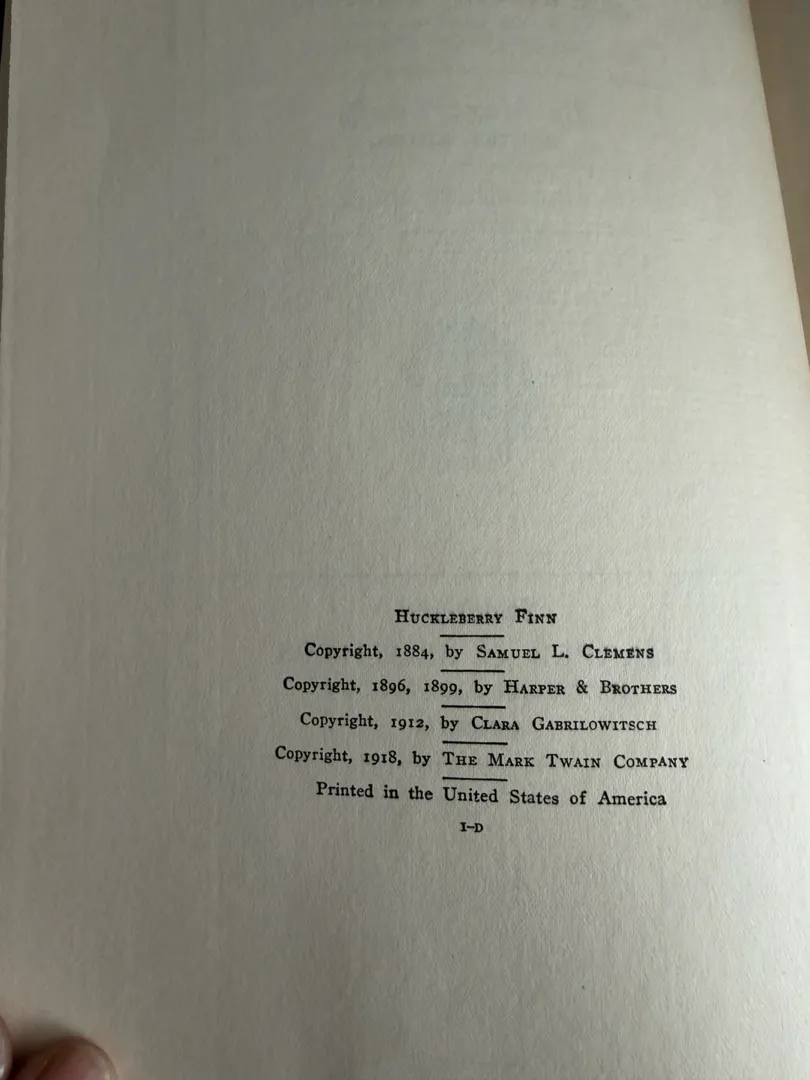 Huckleberry Finn
Copyright, 1884, by Samuel L. Clemens
Copyright, 1896, 1899, by Harper & Brothers
Copyright, 1912, by Clara Gabrilowitsch
Copyright, 1918, by The Mark Twain Company
Printed in the United States of America
I-D